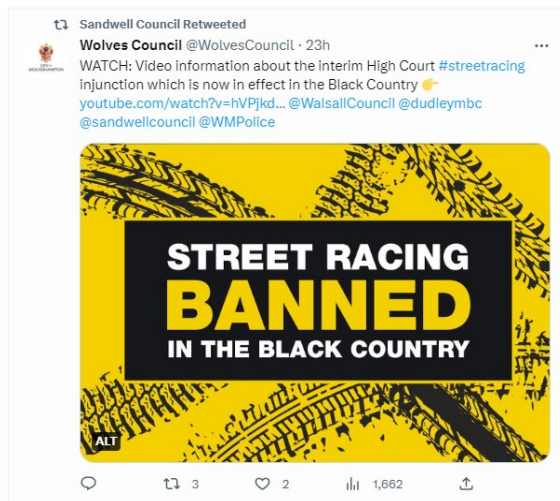 Sandwell Council Retweeted
Wolves Council @WolvesCouncil · 23h
WATCH: Video information about the interim High Court #streetracing
injunction which is now in effect in the Black Country 👉
youtube.com/watch?v=hVPjkd... @WalsallCouncil @dudleymbc
@sandwellcouncil @WMPolice
STREET RACING
BANNED
IN THE BLACK COUNTRY
ALT
3 2 1,662